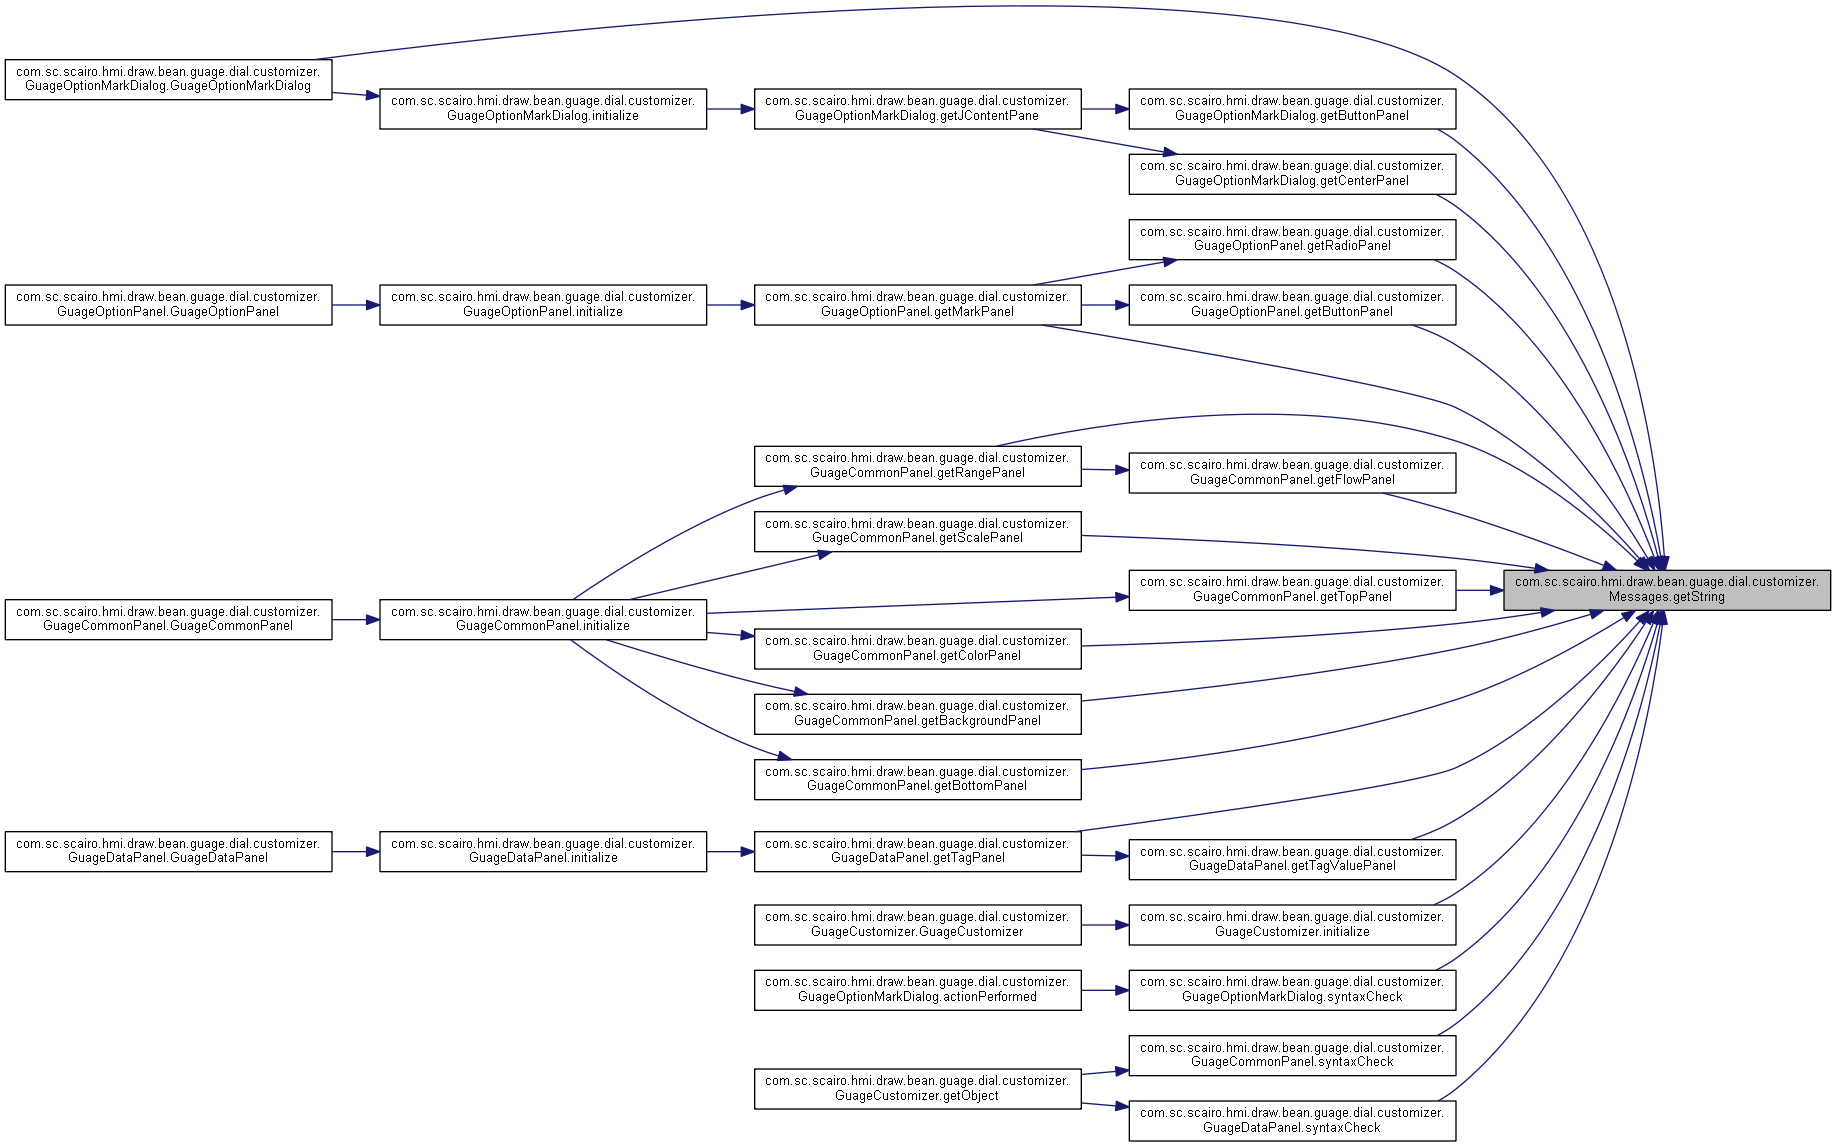 com.sc.scairo.hmi.draw.bean.guage.dial.customizer.
GuageOptionMarkDialog.GuageOptionMarkDialog
com.sc.scairo.hmi.draw.bean.guage.dial.customizer.
GuageOptionMarkDialog.initialize
com.sc.scairo.hmi.draw.bean.guage.dial.customizer.
GuageOptionMarkDialog.getJContentPane
com.sc.scairo.hmi.draw.bean.guage.dial.customizer.
GuageOptionMarkDialog.getButtonPanel
com.sc.scairo.hmi.draw.bean.guage.dial.customizer.
GuageOptionMarkDialog.getCenterPanel
com.sc.scairo.hmi.draw.bean.guage.dial.customizer.
GuageOptionPanel.getRadioPanel
com.sc.scairo.hmi.draw.bean.guage.dial.customizer.
GuageOptionPanel.GuageOptionPanel
com.sc.scairo.hmi.draw.bean.guage.dial.customizer.
GuageOptionPanel.initialize
com.sc.scairo.hmi.draw.bean.guage.dial.customizer.
GuageOptionPanel.getMarkPanel
com.sc.scairo.hmi.draw.bean.guage.dial.customizer.
GuageOptionPanel.getButtonPanel
com.sc.scairo.hmi.draw.bean.guage.dial.customizer.
GuageCommonPanel.getRangePanel
com.sc.scairo.hmi.draw.bean.guage.dial.customizer.
GuageCommonPanel.getFlowPanel
com.sc.scairo.hmi.draw.bean.guage.dial.customizer.
GuageCommonPanel.getScalePanel
com.sc.scairo.hmi.draw.bean.guage.dial.customizer.
GuageCommonPanel.getTopPanel
com.sc.scairo.hmi.draw.bean.guage.dial.customizer.
Messages.getString
com.sc.scairo.hmi.draw.bean.guage.dial.customizer.
GuageCommonPanel.GuageCommonPanel
com.sc.scairo.hmi.draw.bean.guage.dial.customizer.
GuageCommonPanel.initialize
com.sc.scairo.hmi.draw.bean.guage.dial.customizer.
GuageCommonPanel.getColorPanel
com.sc.scairo.hmi.draw.bean.guage.dial.customizer.
GuageCommonPanel.getBackgroundPanel
com.sc.scairo.hmi.draw.bean.guage.dial.customizer.
GuageCommonPanel.getBottomPanel
com.sc.scairo.hmi.draw.bean.guage.dial.customizer.
GuageDataPanel.GuageDataPanel
com.sc.scairo.hmi.draw.bean.guage.dial.customizer.
GuageDataPanel.initialize
com.sc.scairo.hmi.draw.bean.guage.dial.customizer.
GuageDataPanel.getTagPanel
com.sc.scairo.hmi.draw.bean.guage.dial.customizer.
GuageDataPanel.getTagValuePanel
com.sc.scairo.hmi.draw.bean.guage.dial.customizer.
GuageCustomizer.GuageCustomizer
com.sc.scairo.hmi.draw.bean.guage.dial.customizer.
GuageCustomizer.initialize
com.sc.scairo.hmi.draw.bean.guage.dial.customizer.
GuageOptionMarkDialog.actionPerformed
com.sc.scairo.hmi.draw.bean.guage.dial.customizer.
GuageOptionMarkDialog.syntaxCheck
com.sc.scairo.hmi.draw.bean.guage.dial.customizer.
GuageCommonPanel.syntaxCheck
com.sc.scairo.hmi.draw.bean.guage.dial.customizer.
GuageCustomizer.getObject
com.sc.scairo.hmi.draw.bean.guage.dial.customizer.
GuageDataPanel.syntaxCheck